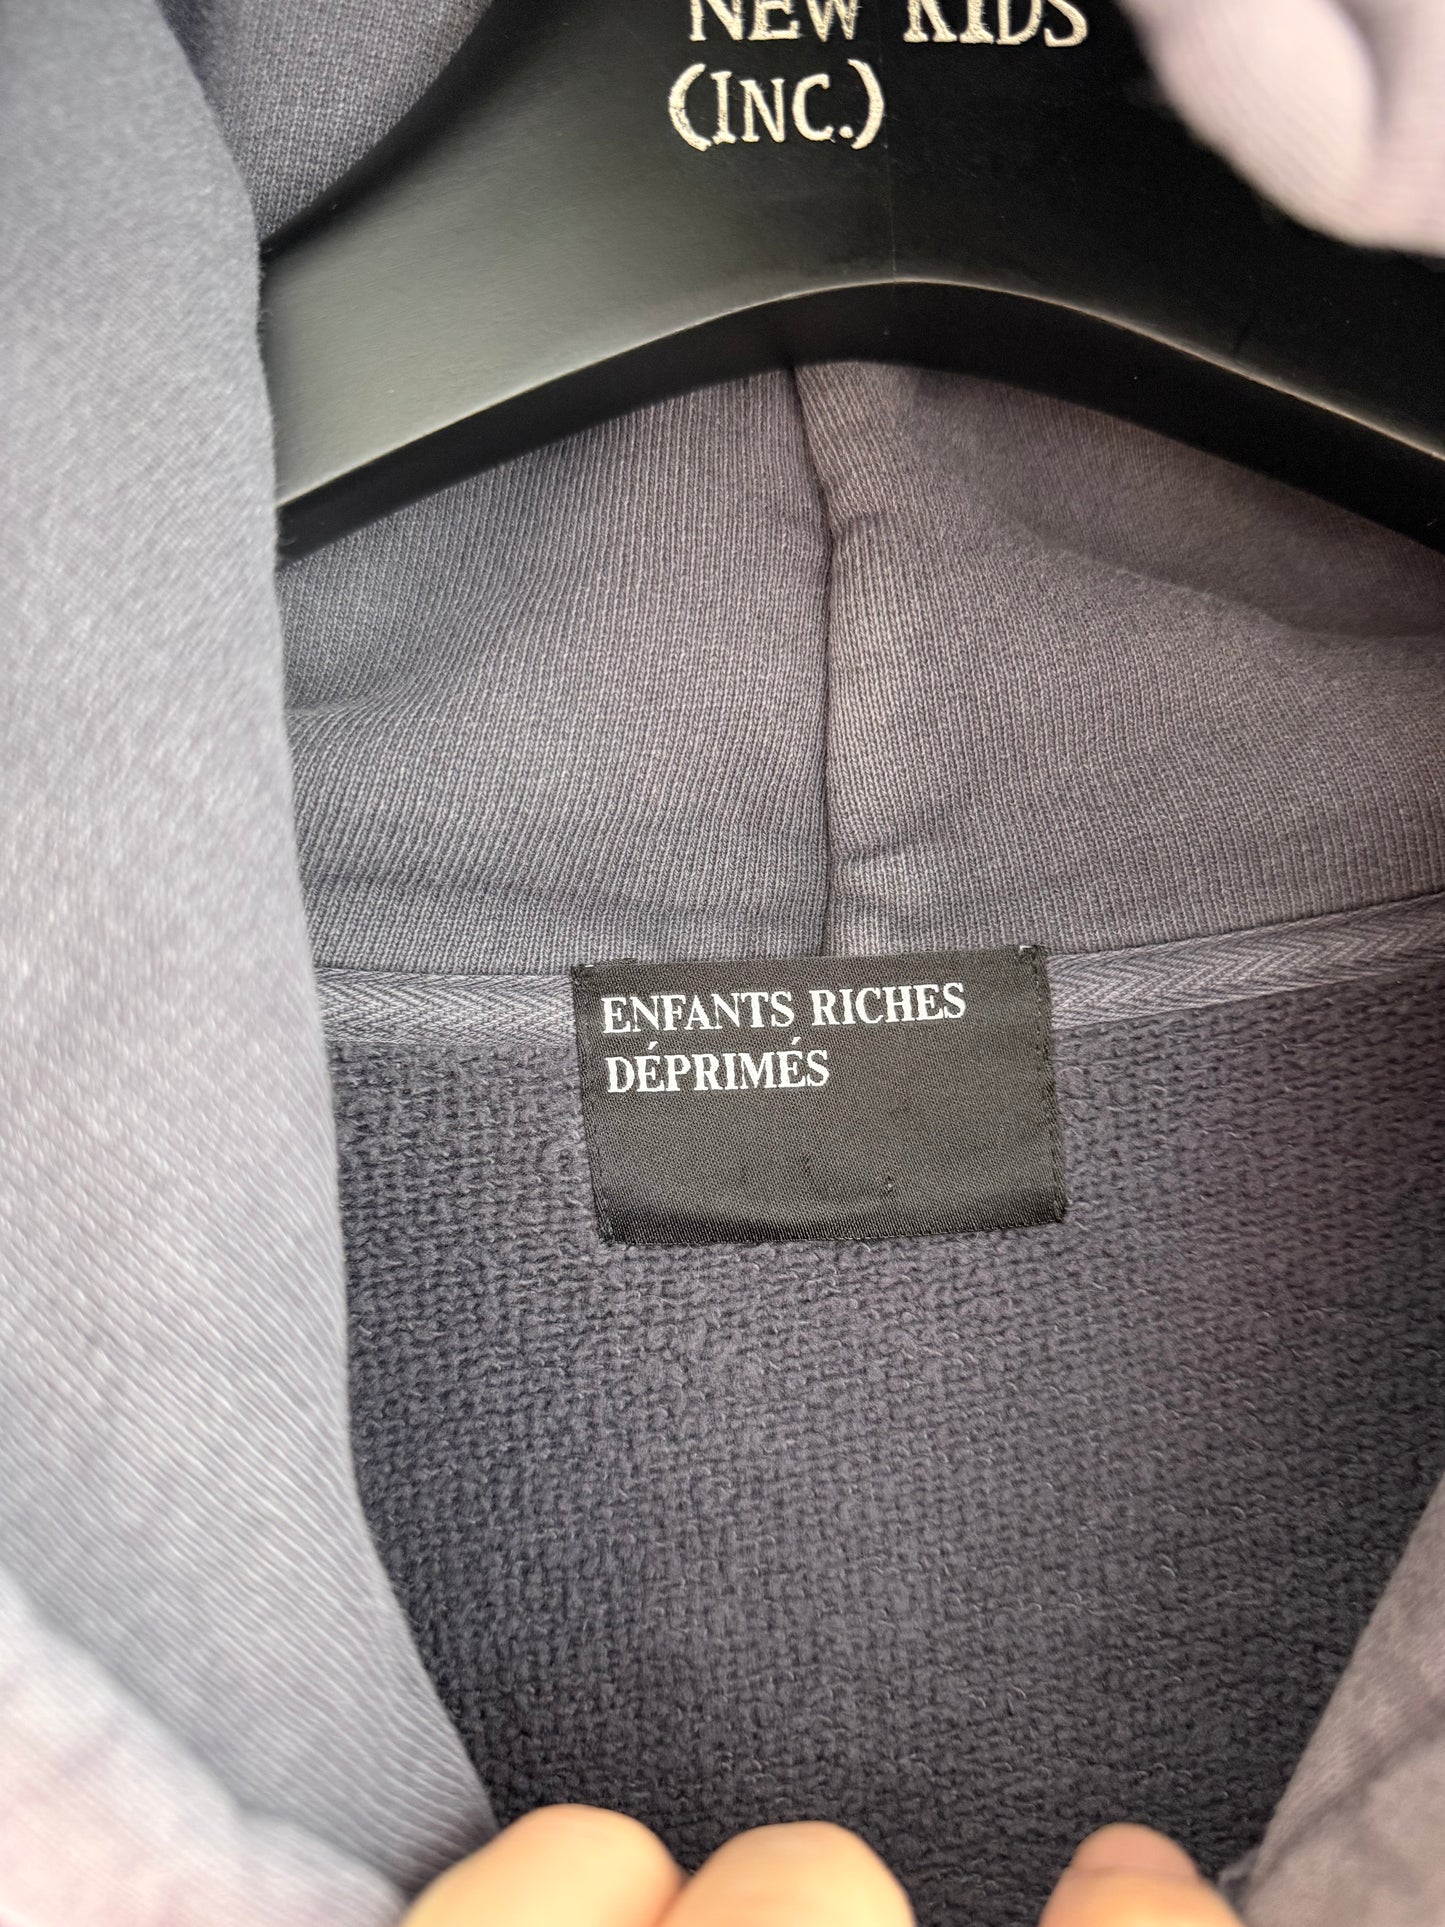 NEW KIDS
(INC.)
ENFANTS RICHES
DÉPRIMÉS